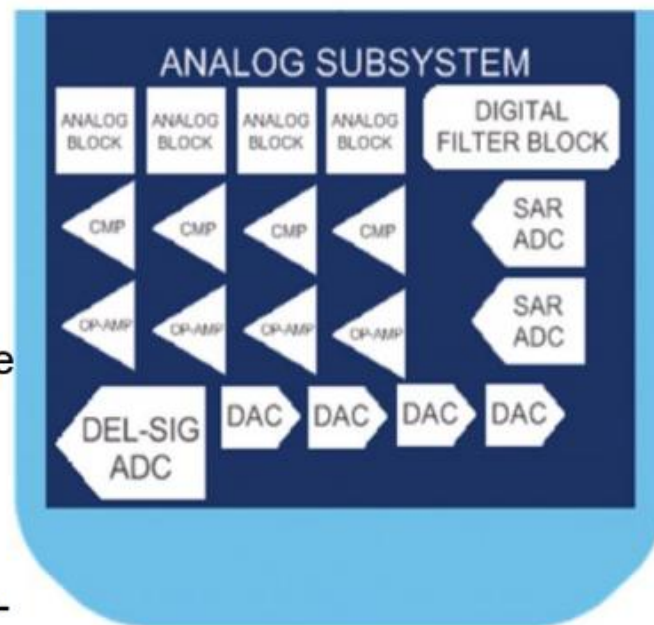 ANALOG SUBSYSTEM
ANALOG BLOCK
ANALOG BLOCK
ANALOG BLOCK
ANALOG BLOCK
DIGITAL FILTER BLOCK
CMP
CMP
CMP
CMP
SAR ADC
OP-AMP
OP-AMP
OP-AMP
OP-AMP
SAR ADC
e
DEL-SIG ADC
DAC
DAC
DAC
DAC
-